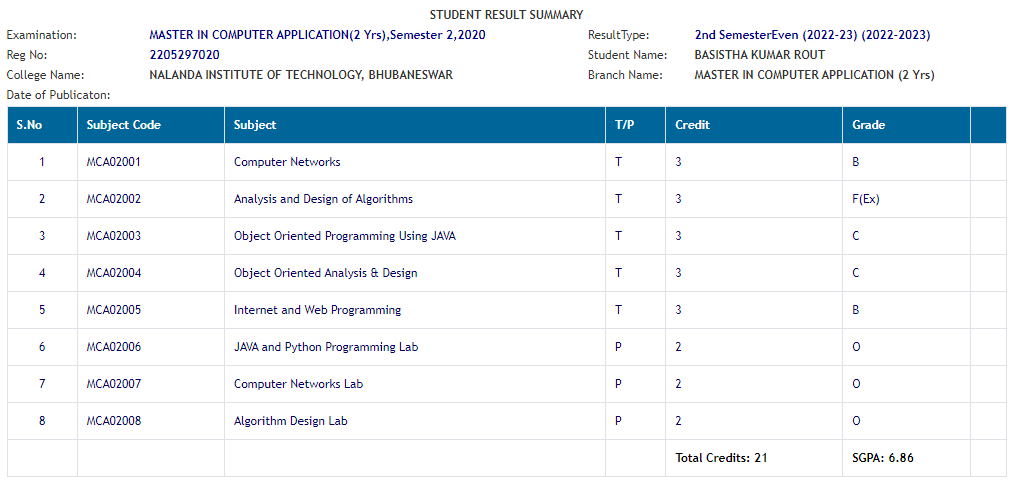 STUDENT RESULT SUMMARY
Examination: MASTER IN COMPUTER APPLICATION(2 Yrs),Semester 2,2020 ResultType: 2nd SemesterEven (2022-23) (2022-2023)
Reg No: 2205297020 Student Name: BASISTHA KUMAR ROUT
College Name: NALANDA INSTITUTE OF TECHNOLOGY, BHUBANESWAR Branch Name: MASTER IN COMPUTER APPLICATION (2 Yrs)
Date of Publicaton:
S.No Subject Code Subject T/P Credit Grade
1 MCA02001 Computer Networks T 3 B
2 MCA02002 Analysis and Design of Algorithms T 3 F(Ex)
3 MCA02003 Object Oriented Programming Using JAVA T 3 C
4 MCA02004 Object Oriented Analysis & Design T 3 C
5 MCA02005 Internet and Web Programming T 3 B
6 MCA02006 JAVA and Python Programming Lab P 2 O
7 MCA02007 Computer Networks Lab P 2 O
8 MCA02008 Algorithm Design Lab P 2 O
Total Credits: 21 SGPA: 6.86